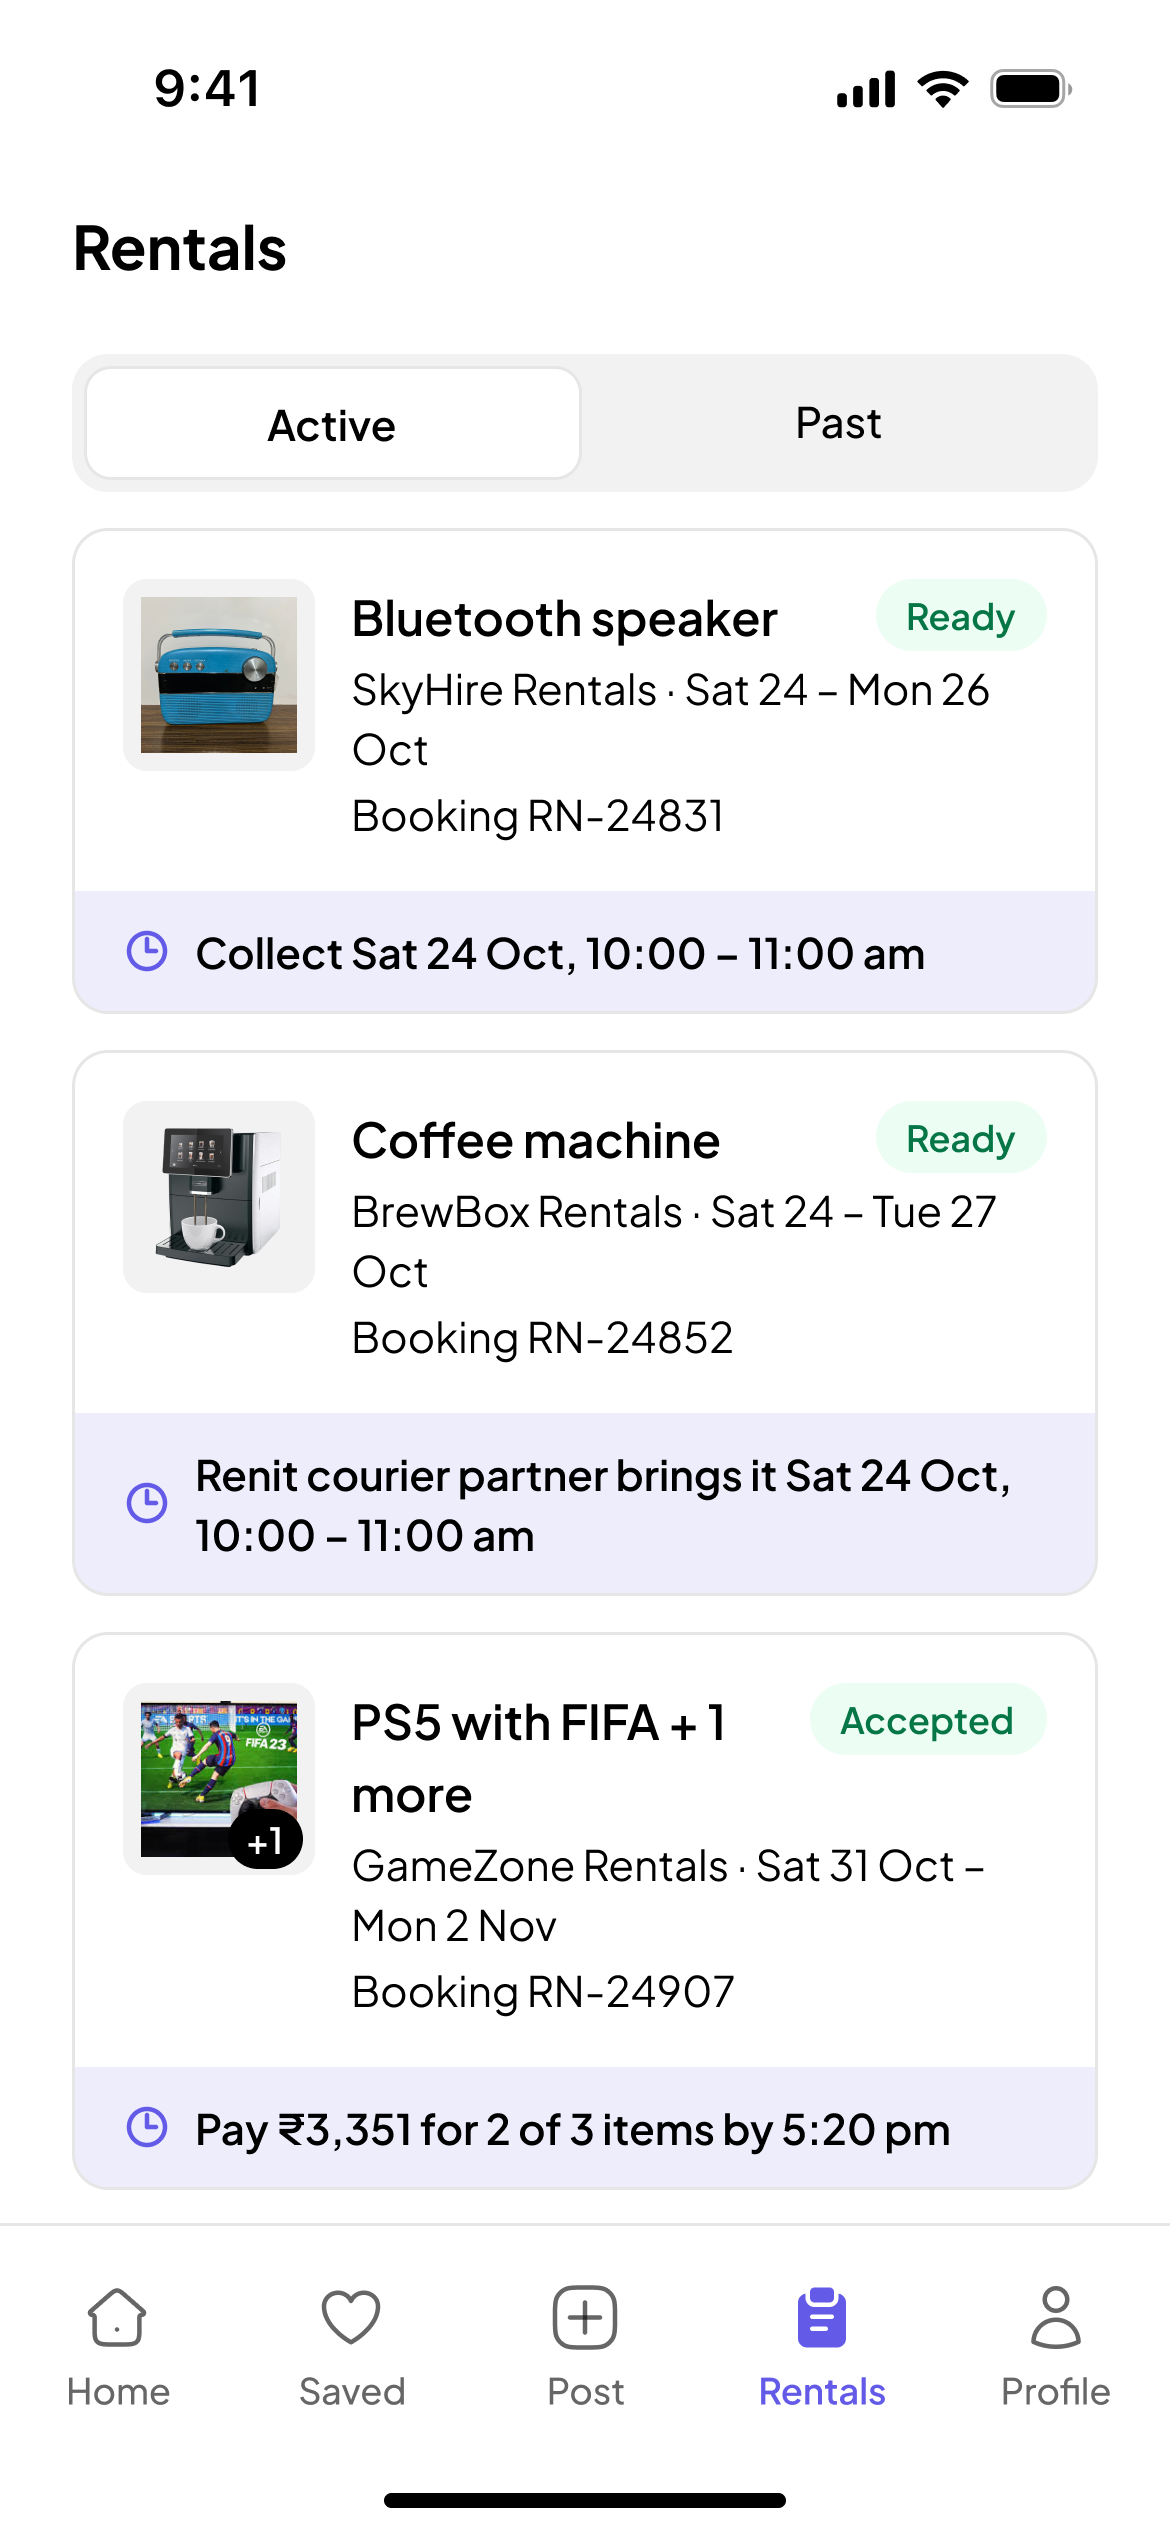 9:41
Rentals
Active
Past
Bluetooth speaker
Ready
SkyHire Rentals · Sat 24 – Mon 26
Oct
Booking RN-24831
Collect Sat 24 Oct, 10:00 – 11:00 am
Coffee machine
Ready
BrewBox Rentals · Sat 24 – Tue 27
Oct
Booking RN-24852
Renit courier partner brings it Sat 24 Oct,
10:00 – 11:00 am
PS5 with FIFA + 1
more
Accepted
FIFA 23
+1
GameZone Rentals · Sat 31 Oct –
Mon 2 Nov
Booking RN-24907
Pay ₹3,351 for 2 of 3 items by 5:20 pm
Home
Saved
Post
Rentals
Profile